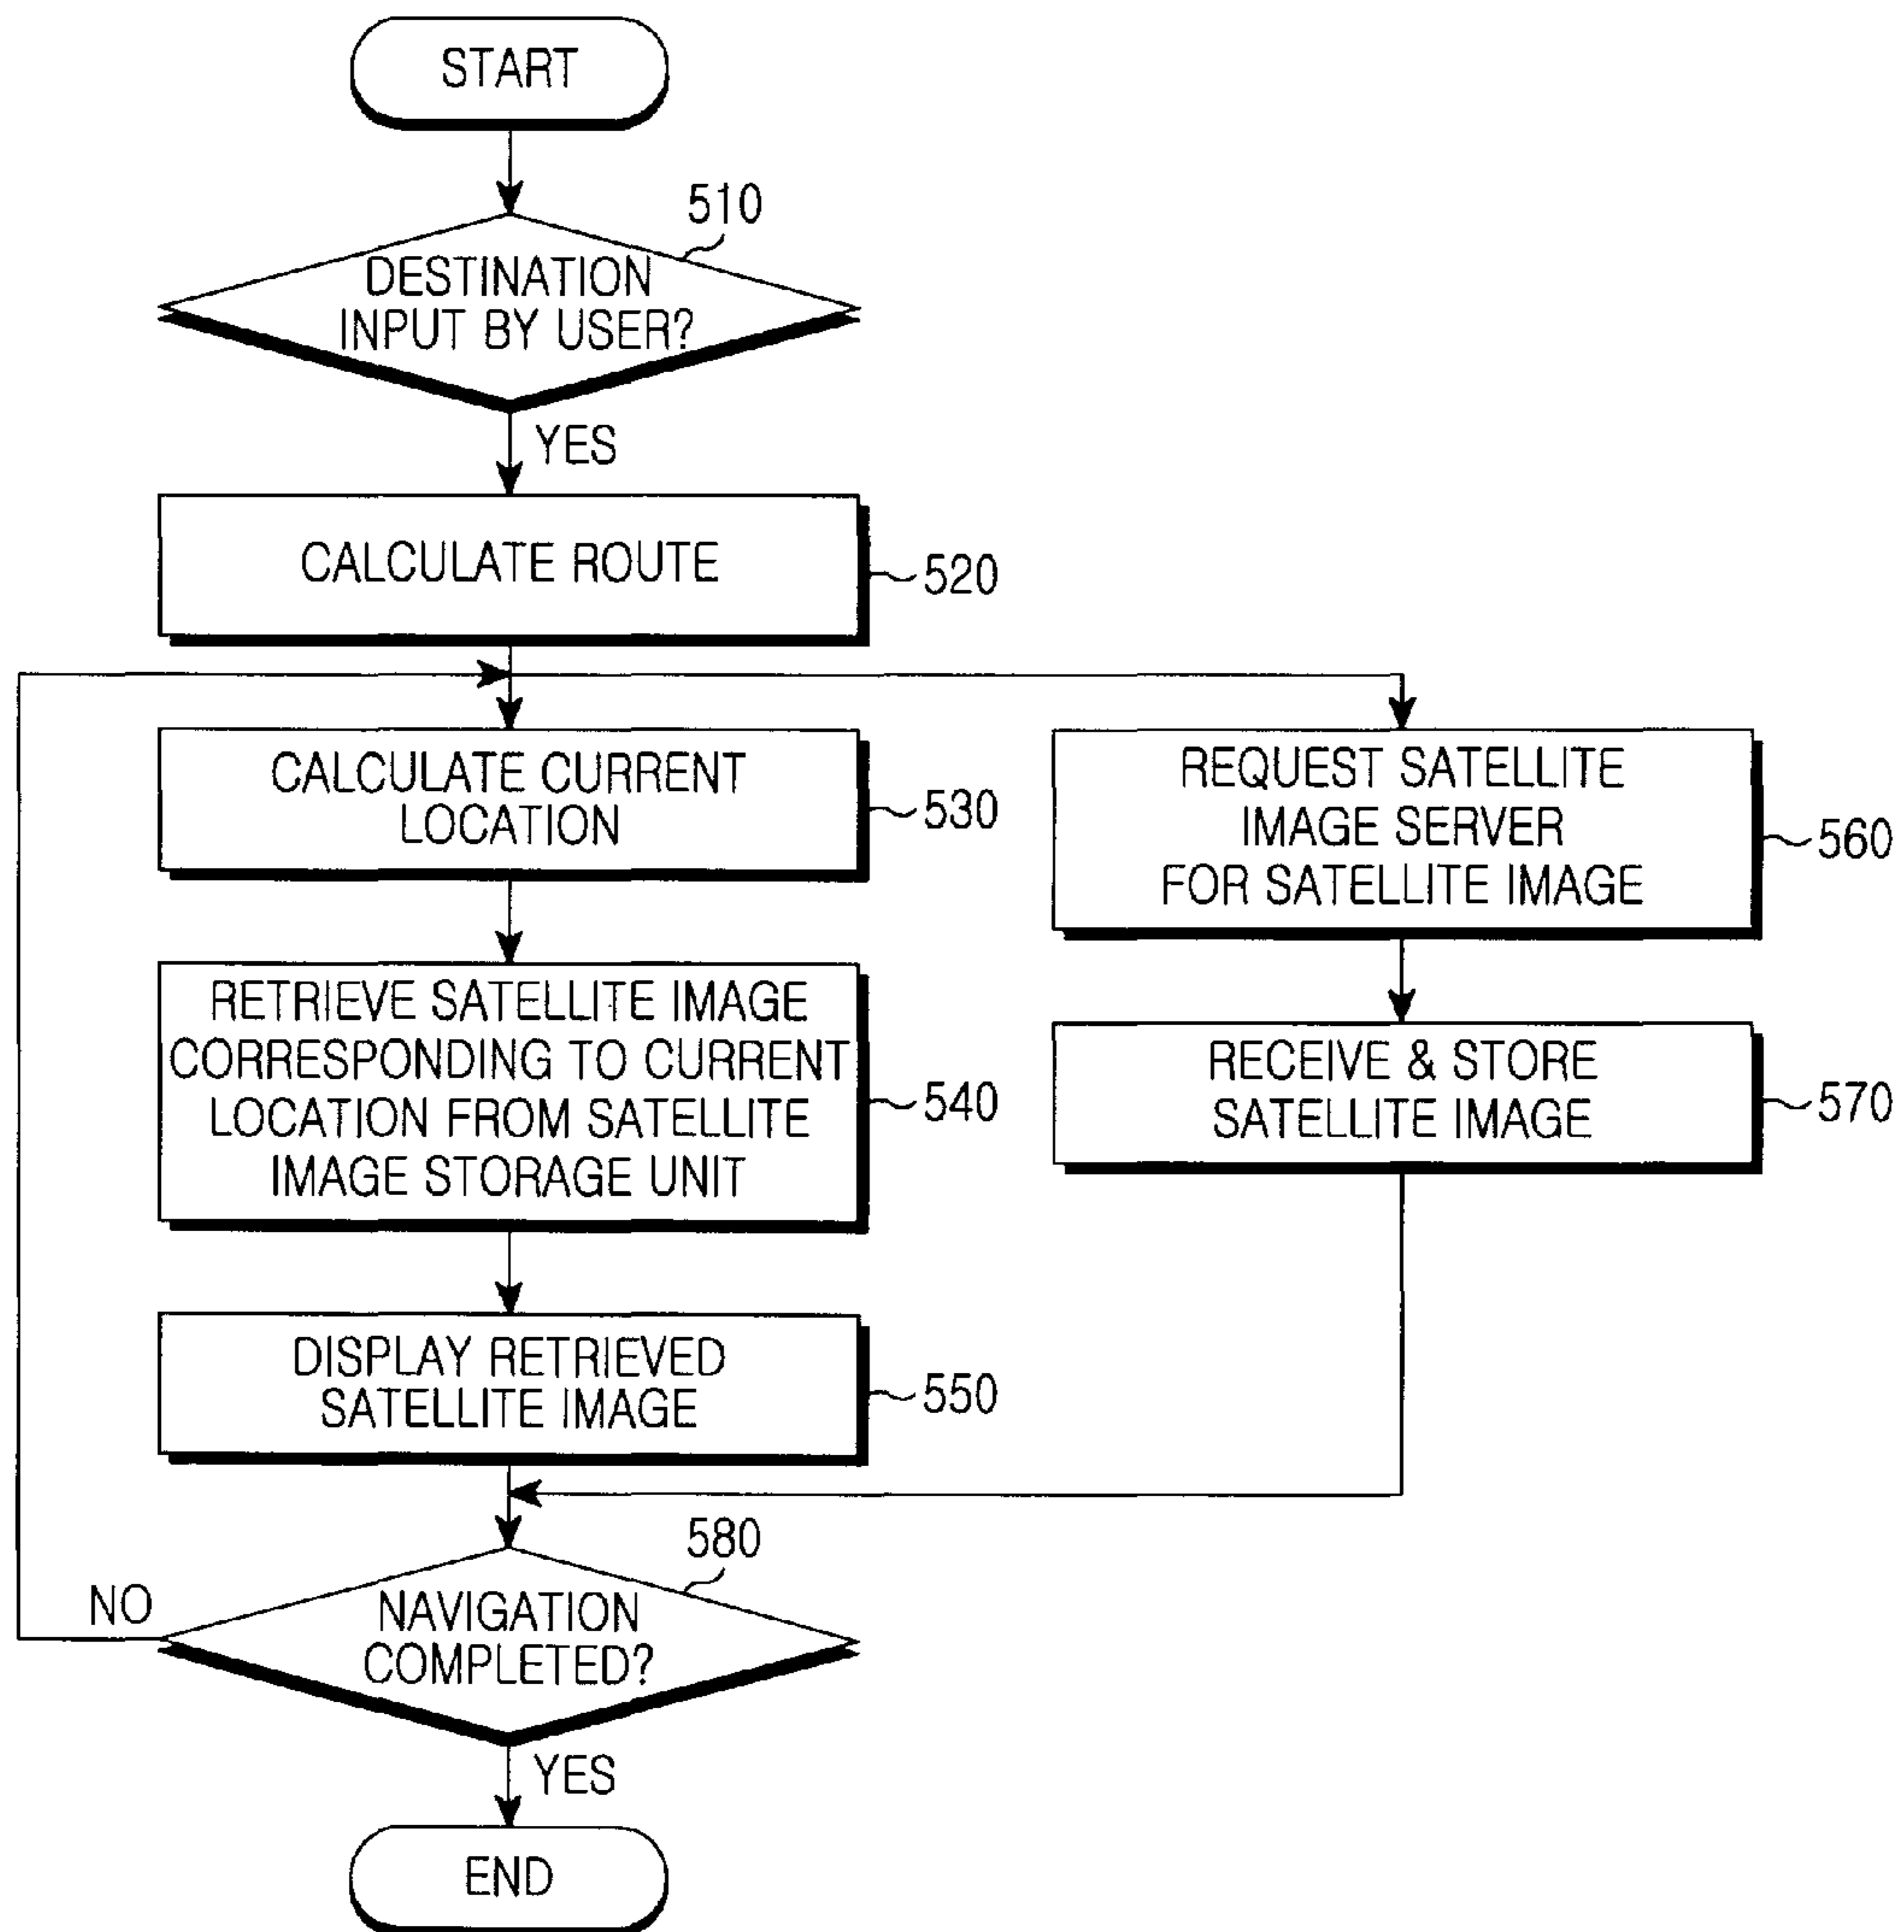 START
510
DESTINATION
INPUT BY USER?
YES
CALCULATE ROUTE
520
CALCULATE CURRENT
LOCATION
530
REQUEST SATELLITE
IMAGE SERVER
FOR SATELLITE IMAGE
560
RETRIEVE SATELLITE IMAGE
CORRESPONDING TO CURRENT
LOCATION FROM SATELLITE
IMAGE STORAGE UNIT
540
RECEIVE & STORE
SATELLITE IMAGE
570
DISPLAY RETRIEVED
SATELLITE IMAGE
550
580
NAVIGATION
COMPLETED?
NO
YES
END